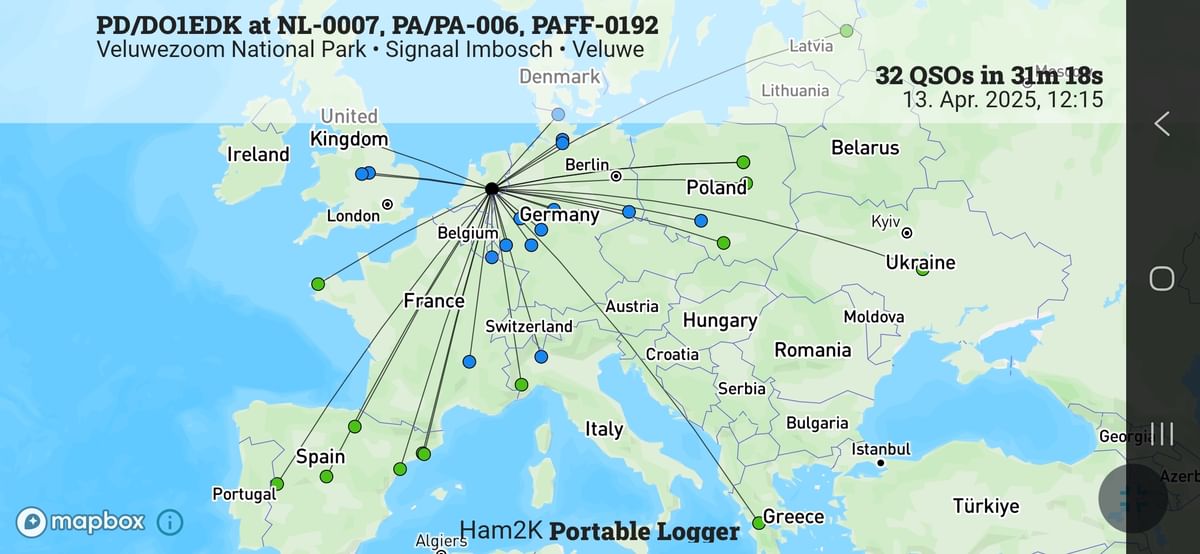 PD/DO1EDK at NL-0007, PA/PA-006, PAFF-0192
Veluwezoom National Park • Signaal Imbosch • Veluwe
32 QSOs in 31m 18s
13. Apr. 2025, 12:15
Latvia
Denmark
Moscow
Lithuania
United
Kingdom
Ireland
Belarus
Berlin
Poland
London
Germany
Kyiv
Belgium
Ukraine
France
Austria
Switzerland
Hungary
Moldova
Croatia
Romania
Serbia
Italy
Bulgaria
Georgia
Istanbul
Spain
Azerb
Portugal
Türkiye
Greece
mapbox
Ham2K Portable Logger
Algiers